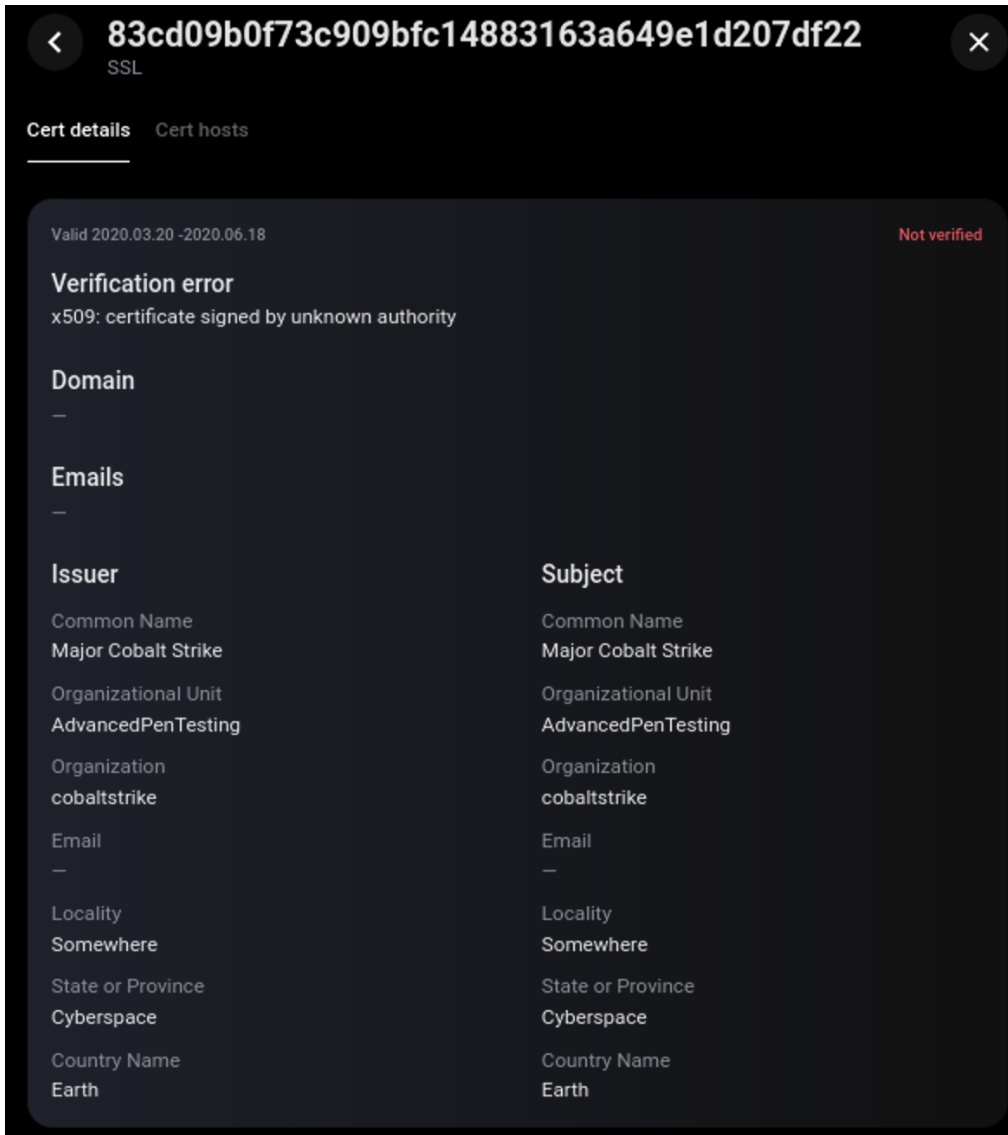 83cd09b0f73c909bfc14883163a649e1d207df22
SSL
Cert details Cert hosts
Valid 2020.03.20 -2020.06.18 Not verified
Verification error
x509: certificate signed by unknown authority
Domain
—
Emails
—
Issuer Subject
Common Name Common Name
Major Cobalt Strike Major Cobalt Strike
Organizational Unit Organizational Unit
AdvancedPenTesting AdvancedPenTesting
Organization Organization
cobaltstrike cobaltstrike
Email Email
— —
Locality Locality
Somewhere Somewhere
State or Province State or Province
Cyberspace Cyberspace
Country Name Country Name
Earth Earth